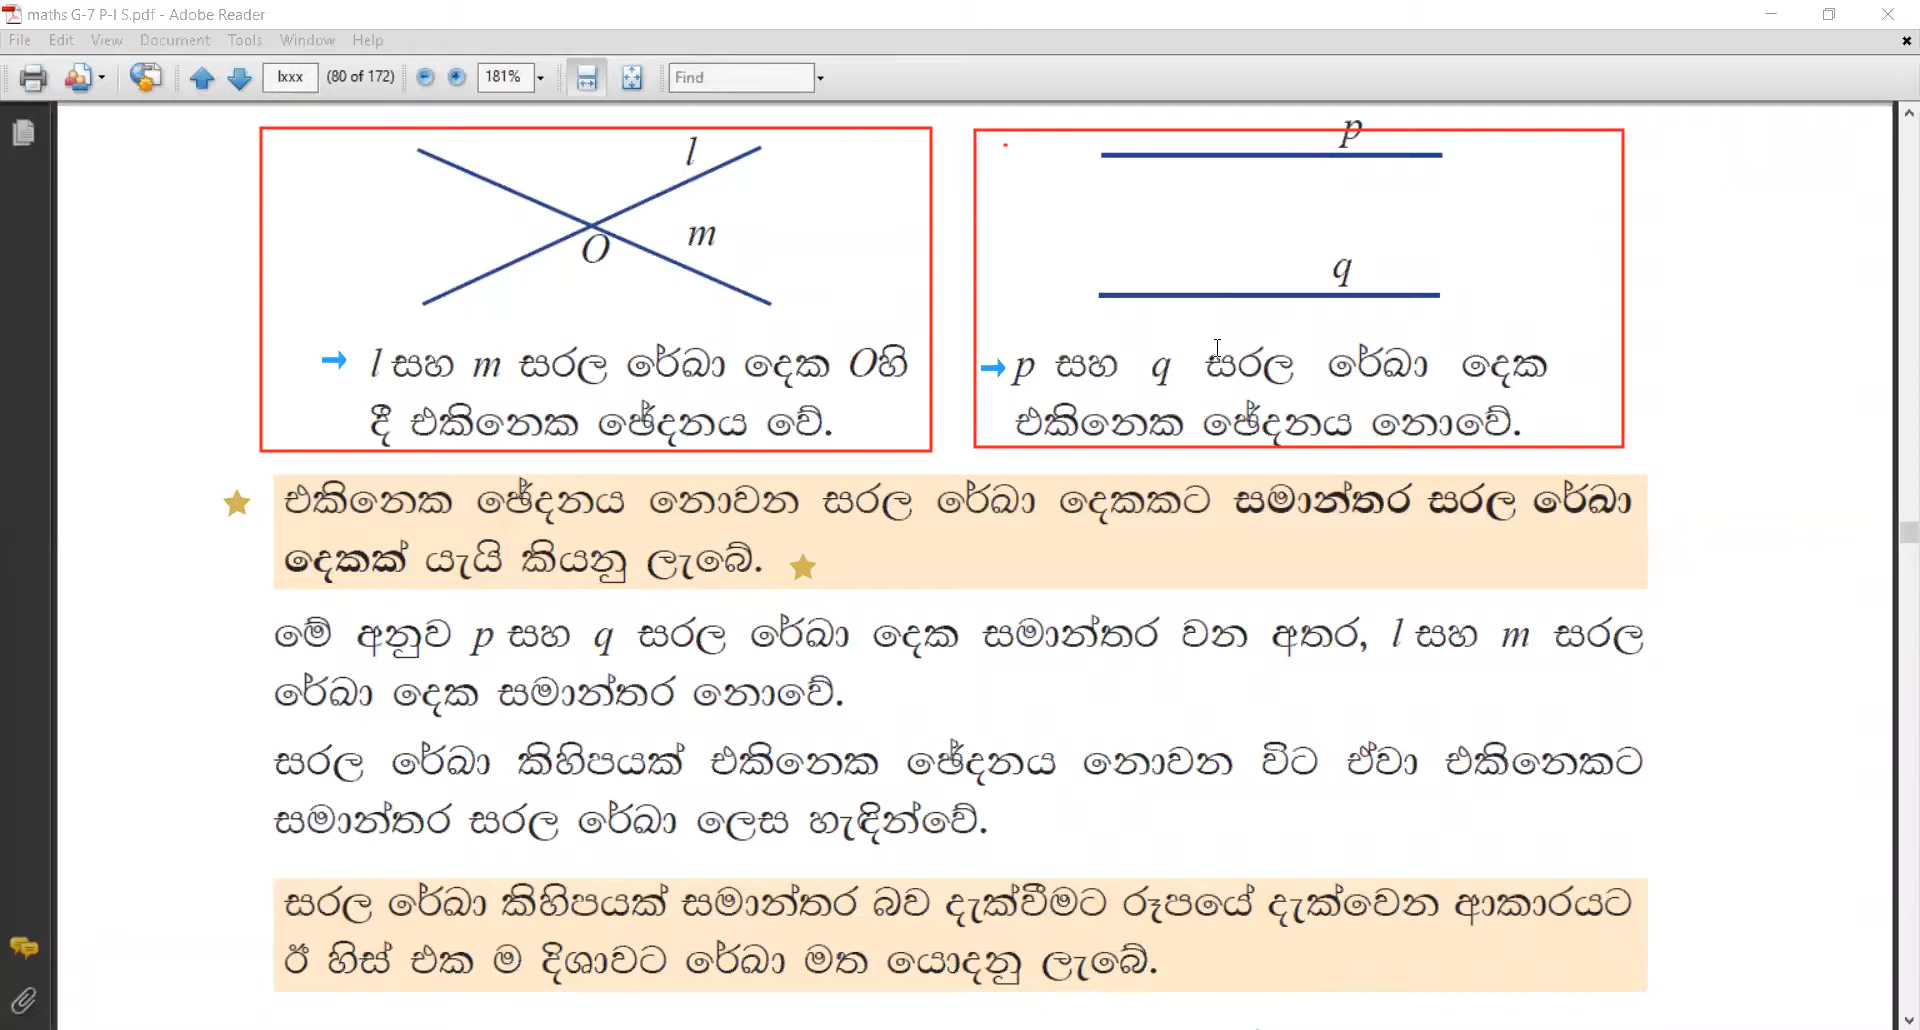 maths G-7 P-I S.pdf - Adobe Reader
File Edit View Document Tools Window Help
lxxx (80 of 172) 181% Find
l
m
O
p
q
l සහ m සරල රේඛා දෙක O හි
දී එකිනෙක ඡේදනය වේ.
p සහ q සරල රේඛා දෙක
එකිනෙක ඡේදනය නොවේ.
එකිනෙක ඡේදනය නොවන සරල රේඛා දෙකකට සමාන්තර සරල රේඛා
දෙකක් යැයි කියනු ලැබේ.
මේ අනුව p සහ q සරල රේඛා දෙක සමාන්තර වන අතර, l සහ m සරල
රේඛා දෙක සමාන්තර නොවේ.
සරල රේඛා කිහිපයක් එකිනෙක ඡේදනය නොවන විට ඒවා එකිනෙකට
සමාන්තර සරල රේඛා ලෙස හැඳින්වේ.
සරල රේඛා කිහිපයක් සමාන්තර බව දැක්වීමට රූපයේ දැක්වෙන ආකාරයට
ඊ හිස් එක ම දිශාවට රේඛා මත යොදනු ලැබේ.